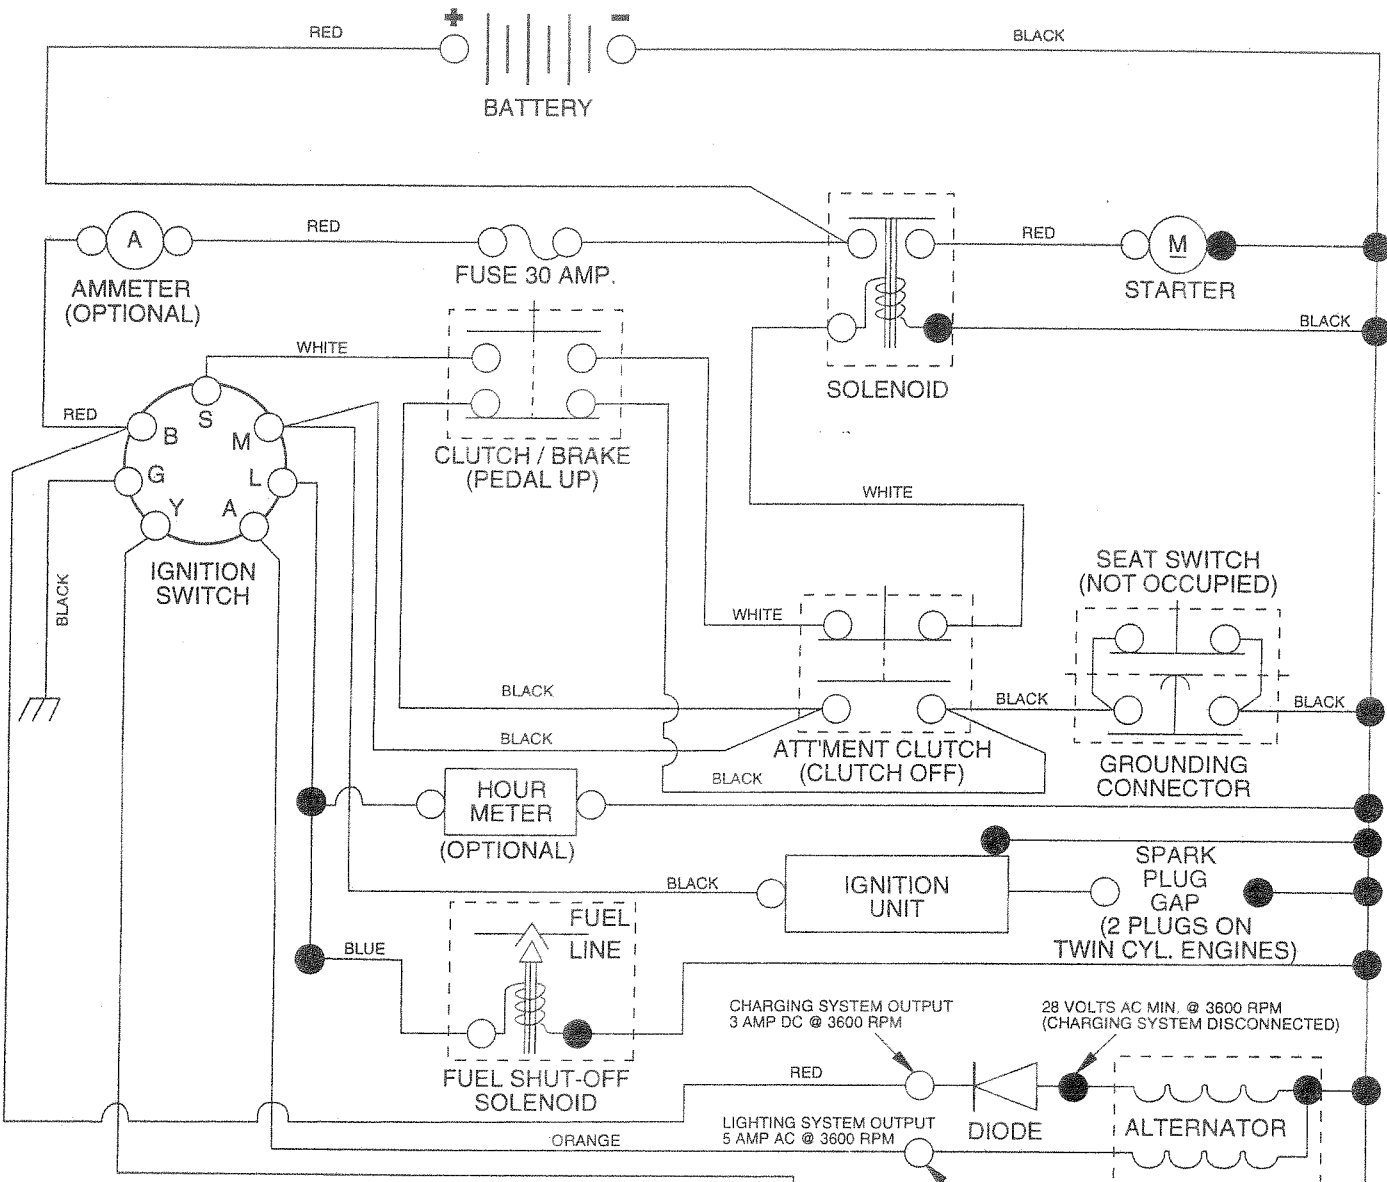 +
-
RED
BLACK
BATTERY
A
RED
RED
M
AMMETER
(OPTIONAL)
FUSE 30 AMP.
STARTER
BLACK
WHITE
SOLENOID
RED
S
B
M
CLUTCH / BRAKE
(PEDAL UP)
G
L
WHITE
Y
A
IGNITION
SWITCH
SEAT SWITCH
(NOT OCCUPIED)
BLACK
WHITE
BLACK
BLACK
BLACK
BLACK
ATT'MENT CLUTCH
(CLUTCH OFF)
GROUNDING
CONNECTOR
BLACK
HOUR
METER
(OPTIONAL)
SPARK
PLUG
GAP
(2 PLUGS ON
TWIN CYL. ENGINES)
BLACK
IGNITION
UNIT
FUEL
LINE
BLUE
CHARGING SYSTEM OUTPUT
3 AMP DC @ 3600 RPM
28 VOLTS AC MIN. @ 3600 RPM
(CHARGING SYSTEM DISCONNECTED)
FUEL SHUT-OFF
SOLENOID
RED
DIODE
ALTERNATOR
LIGHTING SYSTEM OUTPUT
5 AMP AC @ 3600 RPM
ORANGE